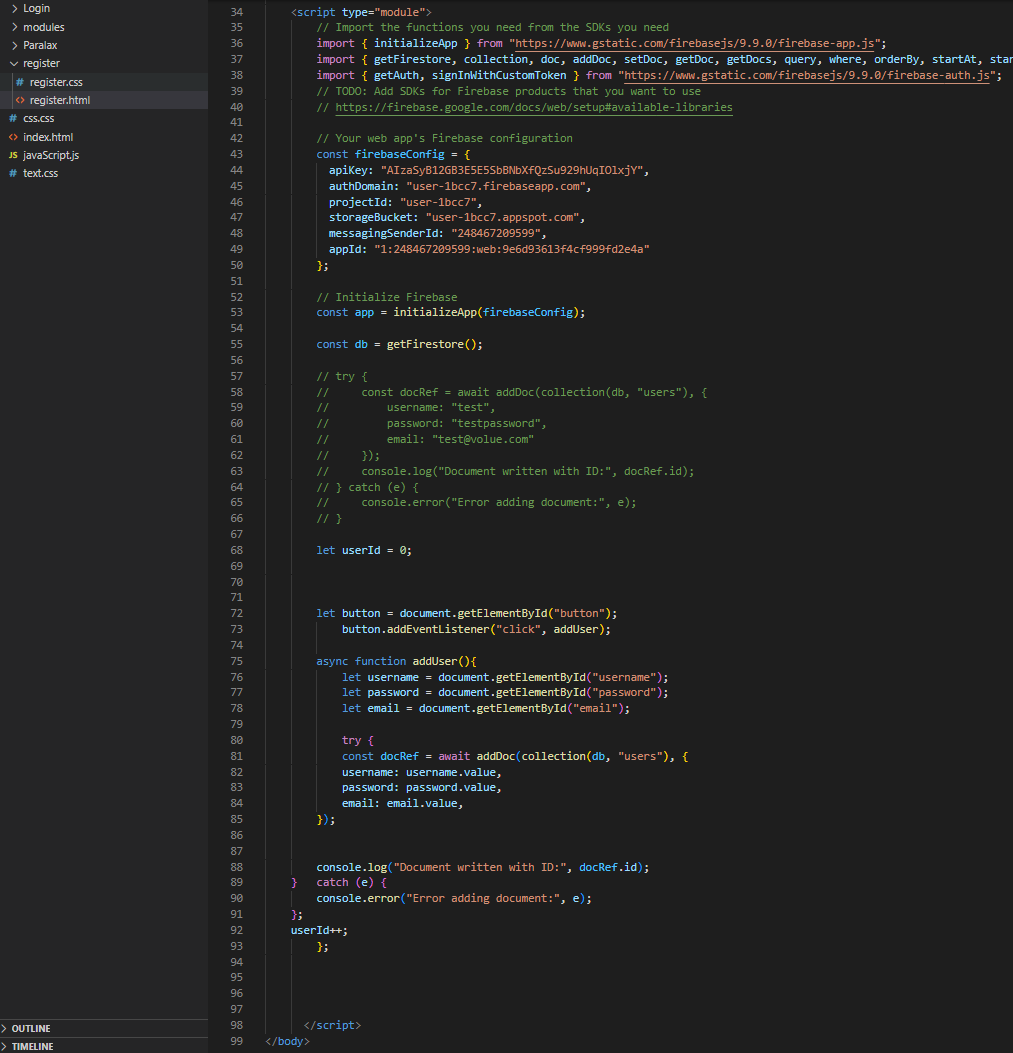 Login
modules
Paralax
register
# register.css
<> register.html
# css.css
<> index.html
JS javaScript.js
# text.css
OUTLINE
TIMELINE
34 <script type="module">
35 // Import the functions you need from the SDKs you need
36 import { initializeApp } from "https://www.gstatic.com/firebasejs/9.9.0/firebase-app.js";
37 import { getFirestore, collection, doc, addDoc, setDoc, getDoc, getDocs, query, where, orderBy, startAt,
38 import { getAuth, signInWithCustomToken } from "https://www.gstatic.com/firebasejs/9.9.0/firebase-auth.js";
39 // TODO: Add SDKs for Firebase products that you want to use
40 // https://firebase.google.com/docs/web/setup#available-libraries
41
42 // Your web app's Firebase configuration
43 const firebaseConfig = {
44 apiKey: "AIzaSyB12GB3E5E5SbBNbXfQzSu929hUqIOlxjY",
45 authDomain: "user-1bcc7.firebaseapp.com",
46 projectId: "user-1bcc7",
47 storageBucket: "user-1bcc7.appspot.com",
48 messagingSenderId: "248467209599",
49 appId: "1:248467209599:web:9e6d93613f4cf999fd2e4a"
50 };
51
52 // Initialize Firebase
53 const app = initializeApp(firebaseConfig);
54
55 const db = getFirestore();
56
57 // try {
58 // const docRef = await addDoc(collection(db, "users"), {
59 // username: "test",
60 // password: "testpassword",
61 // email: "test@volue.com"
62 // });
63 // console.log("Document written with ID:", docRef.id);
64 // } catch (e) {
65 // console.error("Error adding document:", e);
66 // }
67
68 let userId = 0;
69
70
71
72 let button = document.getElementById("button");
73 button.addEventListener("click", addUser);
74
75 async function addUser(){
76 let username = document.getElementById("username");
77 let password = document.getElementById("password");
78 let email = document.getElementById("email");
79
80 try {
81 const docRef = await addDoc(collection(db, "users"), {
82 username: username.value,
83 password: password.value,
84 email: email.value,
85 });
86
87
88 console.log("Document written with ID:", docRef.id);
89 } catch (e) {
90 console.error("Error adding document:", e);
91 };
92 userId++;
93 };
94
95
96
97
98 </script>
99 </body>